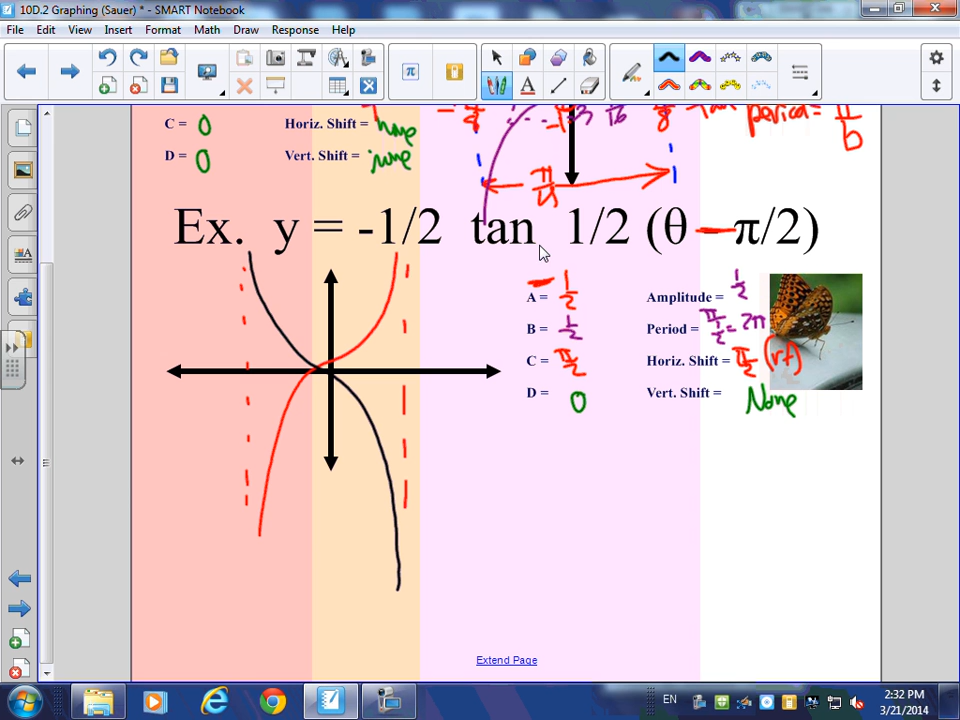 10D.2 Graphing (Sauer) * - SMART Notebook
File Edit View Insert Format Math Draw Response Help
C = 0 Horiz. Shift = none
period = π/b
D = 0 Vert. Shift = none
Ex. y = -1/2 tan 1/2 (θ – π/2)
A = - 1/2 Amplitude = 1/2
B = 1/2 Period = π/1/2 = 2π
C = π/2 Horiz. Shift = π/2 (rt)
D = 0 Vert. Shift = None
Extend Page
EN
2:32 PM
3/21/2014